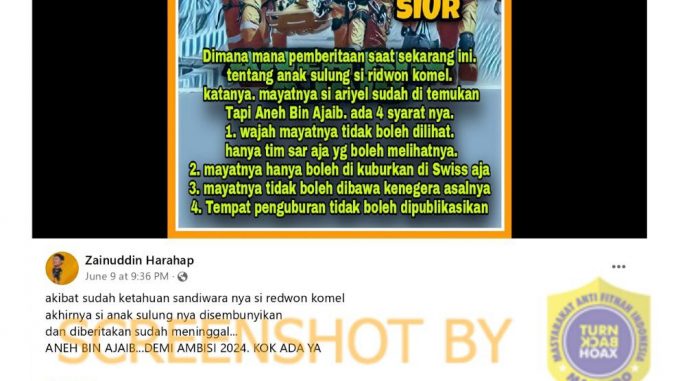 SIUR
Dimana mana pemberitaan saat sekarang ini.
tentang anak sulung si ridwon komel.
katanya. mayatnya si ariyel sudah di temukan
Tapi Aneh Bin Ajaib. ada 4 syarat nya.
1. wajah mayatnya tidak boleh dilihat.
hanya tim sar aja yg boleh melihatnya.
2. mayatnya hanya boleh di kuburkan di Swiss aja
3. mayatnya tidak boleh dibawa kenegera asalnya
4. Tempat penguburan tidak boleh dipublikasikan
Zainuddin Harahap
June 9 at 9:36 PM
akibat sudah ketahuan sandiwara nya si redwon komel
akhirnya si anak sulung nya disembunyikan
dan diberitakan sudah meninggal...
ANEH BIN AJAIB...DEMI AMBISI 2024. KOK ADA YA
SCREENSHOT BY
MASYARAKAT ANTI FITNAH INDONESIA
TURN
BACK
HOAX